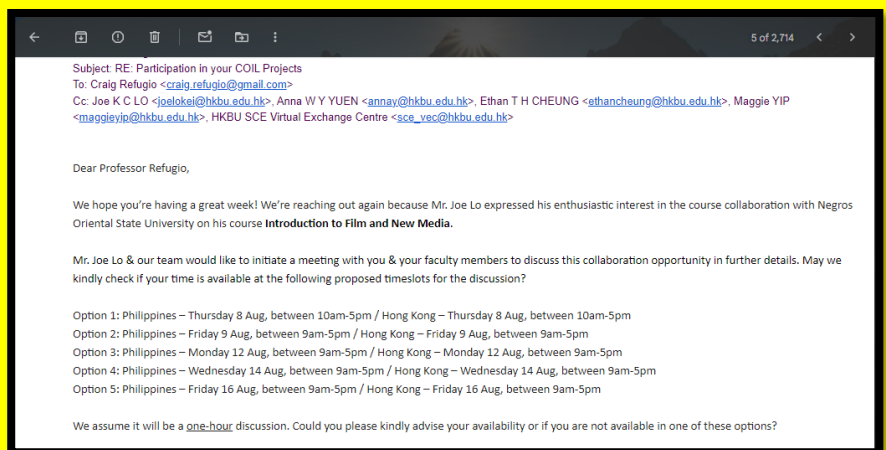 5 of 2,714
Subject: RE: Participation in your COIL Projects
To: Craig Refugio <craig.refugio@gmail.com>
Cc: Joe K C LO <joelokei@hkbu.edu.hk>, Anna W Y YUEN <annay@hkbu.edu.hk>, Ethan T H CHEUNG <ethancheung@hkbu.edu.hk>, Maggie YIP
<maggieyip@hkbu.edu.hk>, HKBU SCE Virtual Exchange Centre <sce_vec@hkbu.edu.hk>
Dear Professor Refugio,
We hope you're having a great week! We're reaching out again because Mr. Joe Lo expressed his enthusiastic interest in the course collaboration with Negros
Oriental State University on his course Introduction to Film and New Media.
Mr. Joe Lo & our team would like to initiate a meeting with you & your faculty members to discuss this collaboration opportunity in further details. May we
kindly check if your time is available at the following proposed timeslots for the discussion?
Option 1: Philippines – Thursday 8 Aug, between 10am-5pm / Hong Kong – Thursday 8 Aug, between 10am-5pm
Option 2: Philippines – Friday 9 Aug, between 9am-5pm / Hong Kong – Friday 9 Aug, between 9am-5pm
Option 3: Philippines – Monday 12 Aug, between 9am-5pm / Hong Kong – Monday 12 Aug, between 9am-5pm
Option 4: Philippines – Wednesday 14 Aug, between 9am-5pm / Hong Kong – Wednesday 14 Aug, between 9am-5pm
Option 5: Philippines – Friday 16 Aug, between 9am-5pm / Hong Kong – Friday 16 Aug, between 9am-5pm
We assume it will be a one-hour discussion. Could you please kindly advise your availability or if you are not available in one of these options?